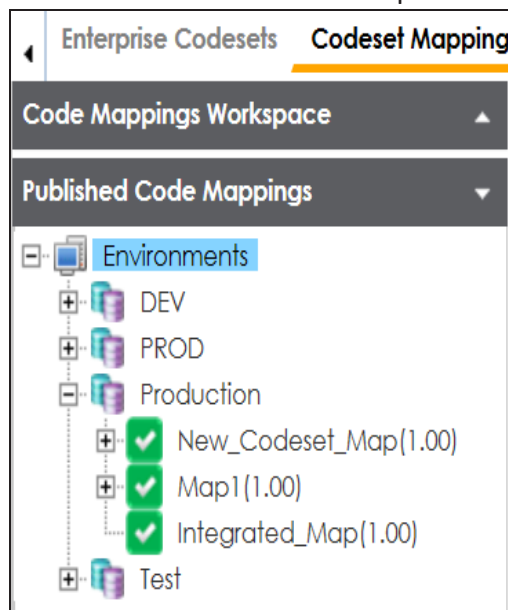 Enterprise Codesets Codeset Mapping
Code Mappings Workspace
Published Code Mappings
Environments
DEV
PROD
Production
New_Codeset_Map(1.00)
Map1(1.00)
Integrated_Map(1.00)
Test